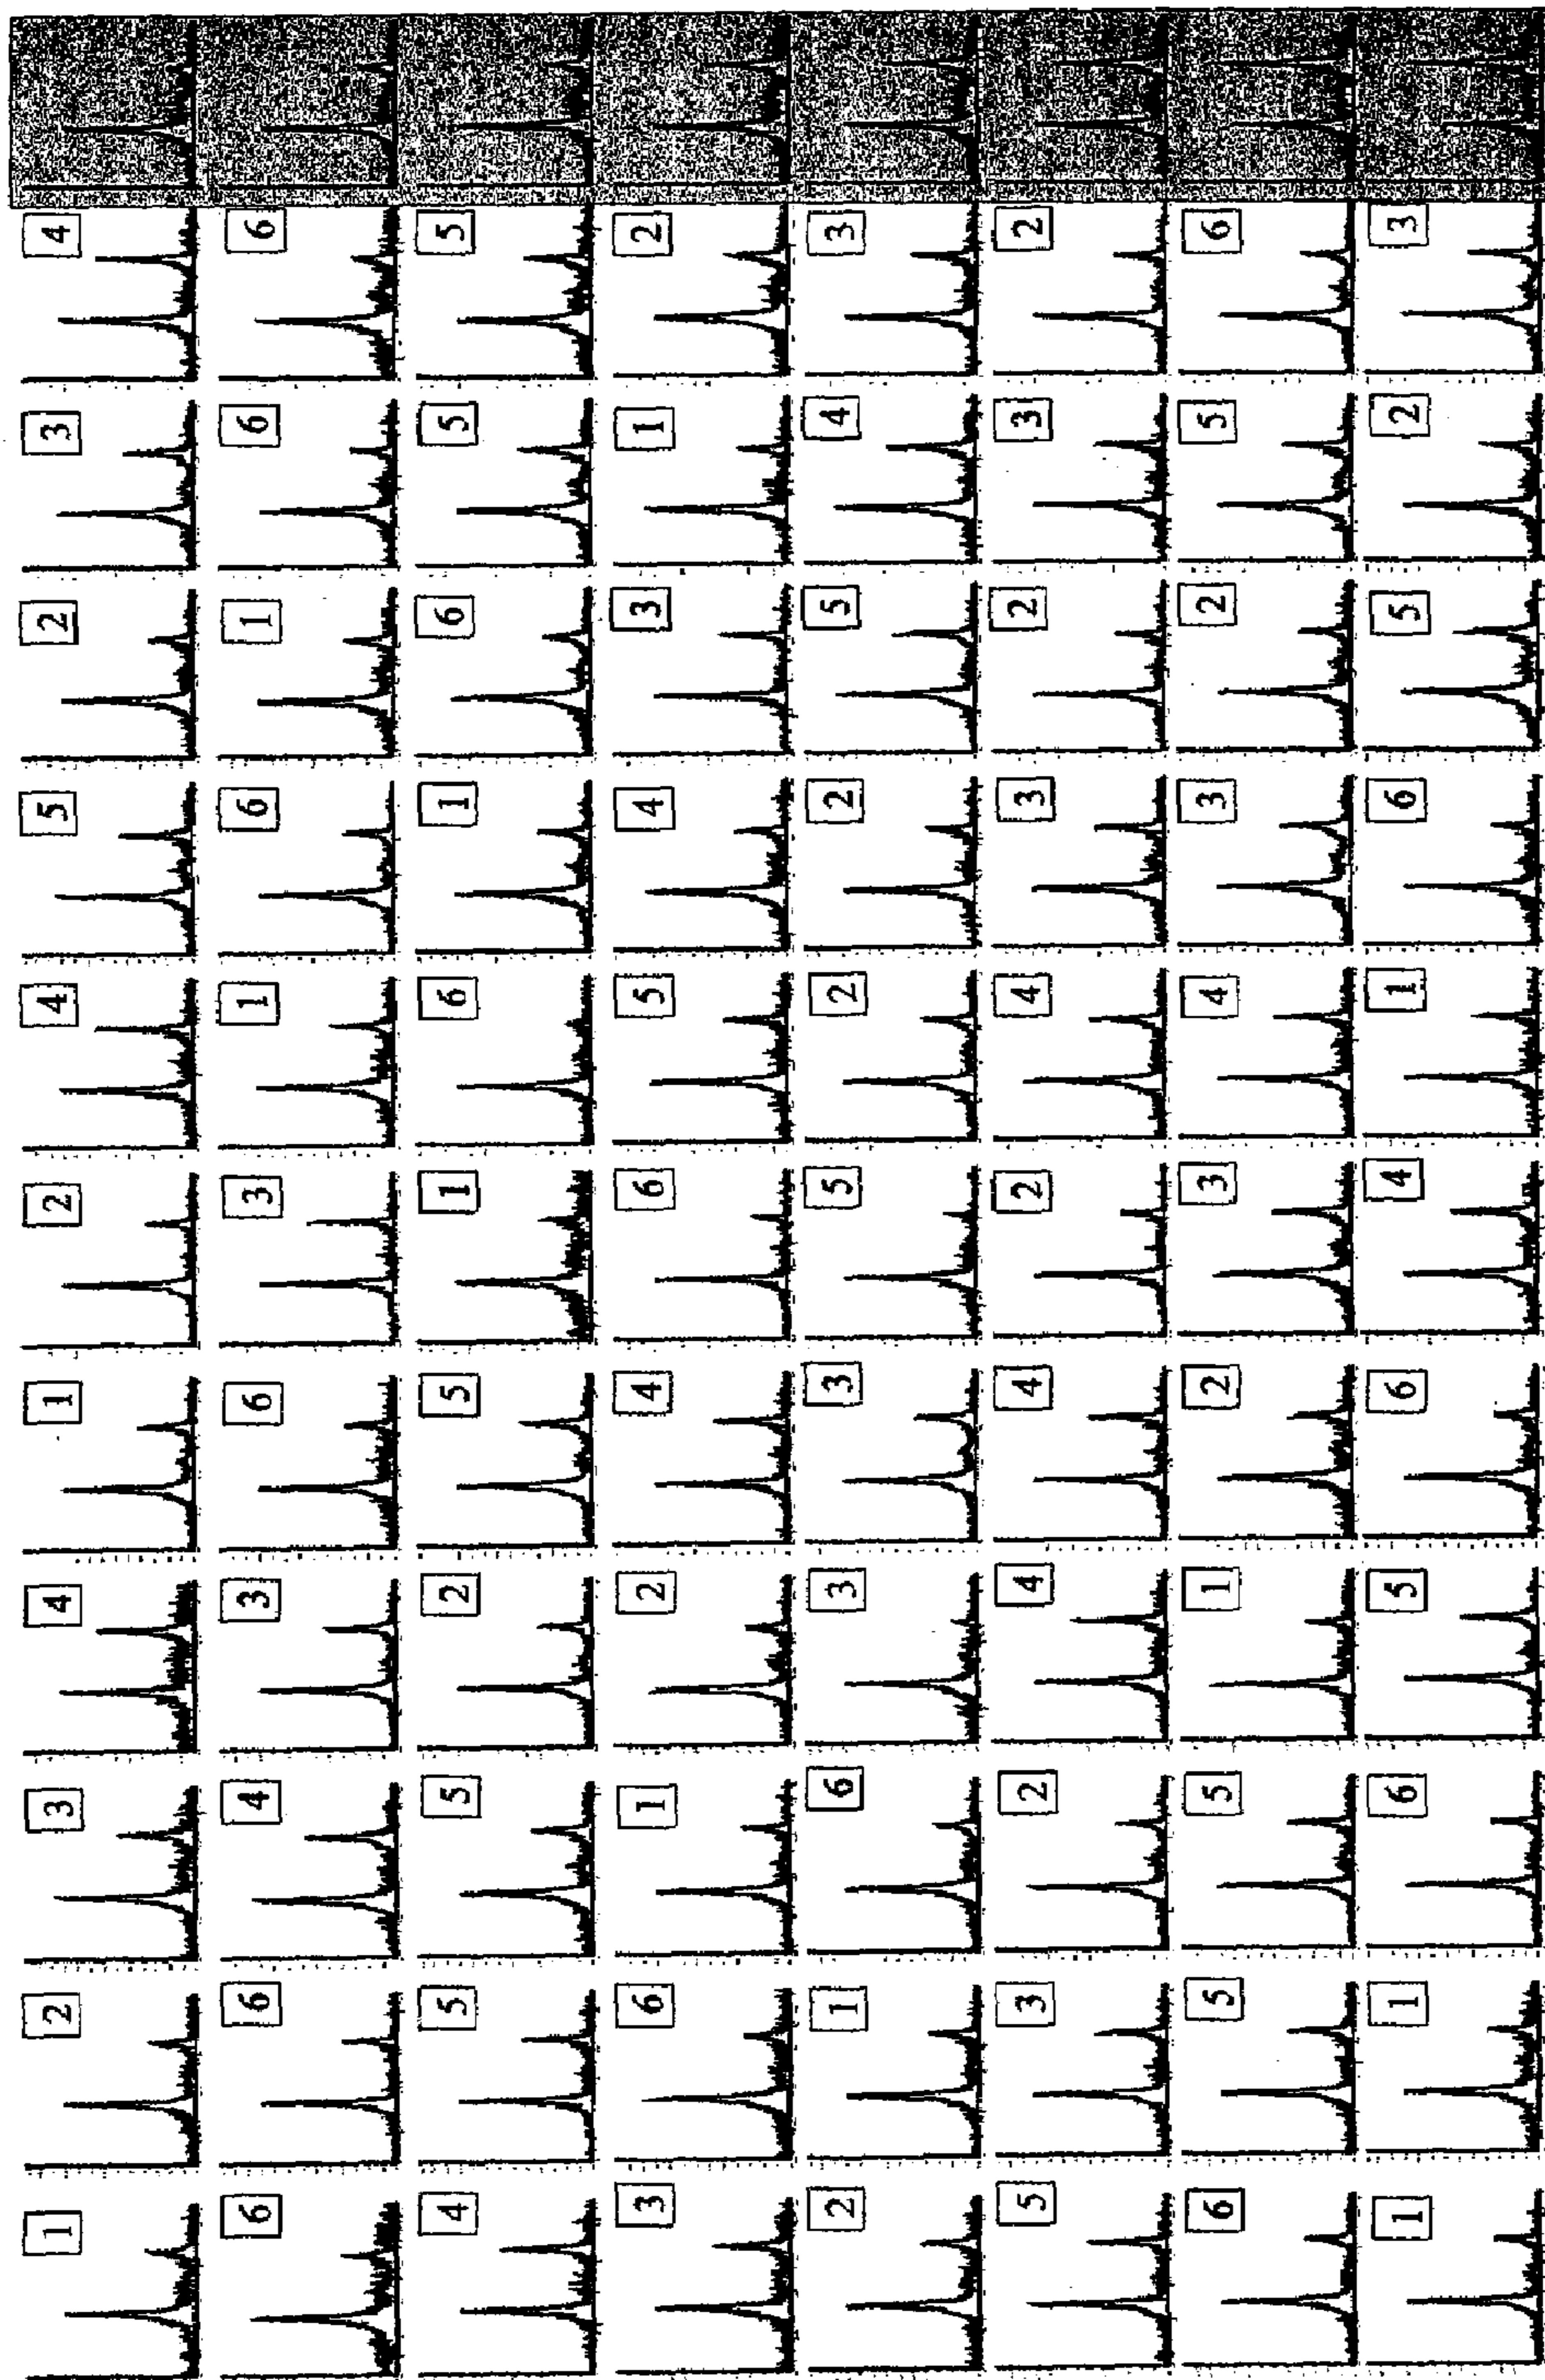 1 2 3 4 1 2 4 5 2 3 4
6 6 4 3 6 3 1 6 1 6 6
4 5 5 2 5 1 6 1 6 5 5
3 6 1 2 4 6 5 4 3 1 2
2 1 6 3 3 5 2 2 5 4 3
5 3 2 4 4 2 4 3 2 3 2
6 5 5 1 2 3 4 3 2 5 6
1 1 6 5 6 4 1 6 5 2 3